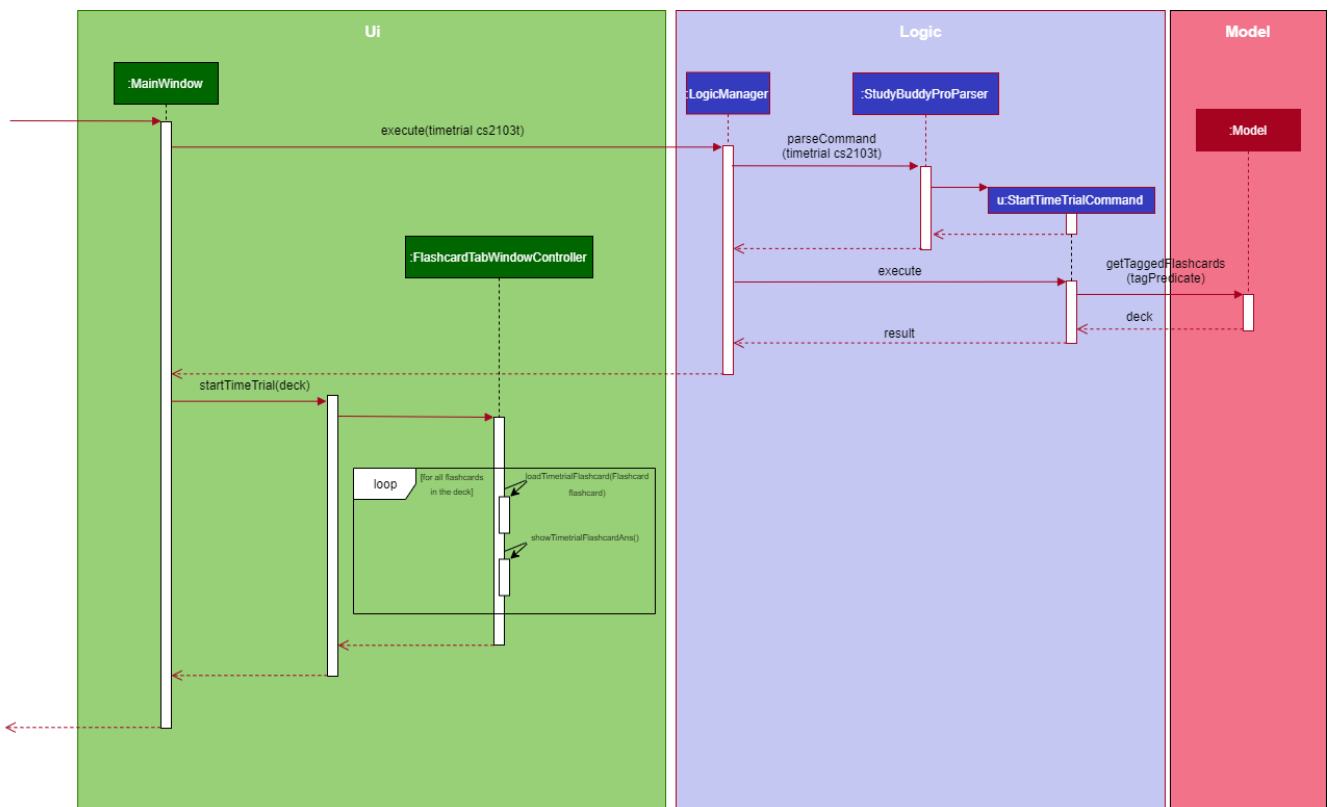 Ui
Logic
Model
:MainWindow
:LogicManager
:StudyBuddyProParser
:Model
execute(timetrial cs2103t)
parseCommand
(timetrial cs2103t)
u:StartTimeTrialCommand
:FlashcardTabWindowController
execute
getTaggedFlashcards
(tagPredicate)
deck
result
startTimeTrial(deck)
loop
[for all flashcards
in the deck]
loadTimetrialFlashcard(Flashcard
flashcard)
showTimetrialFlashcardAns()